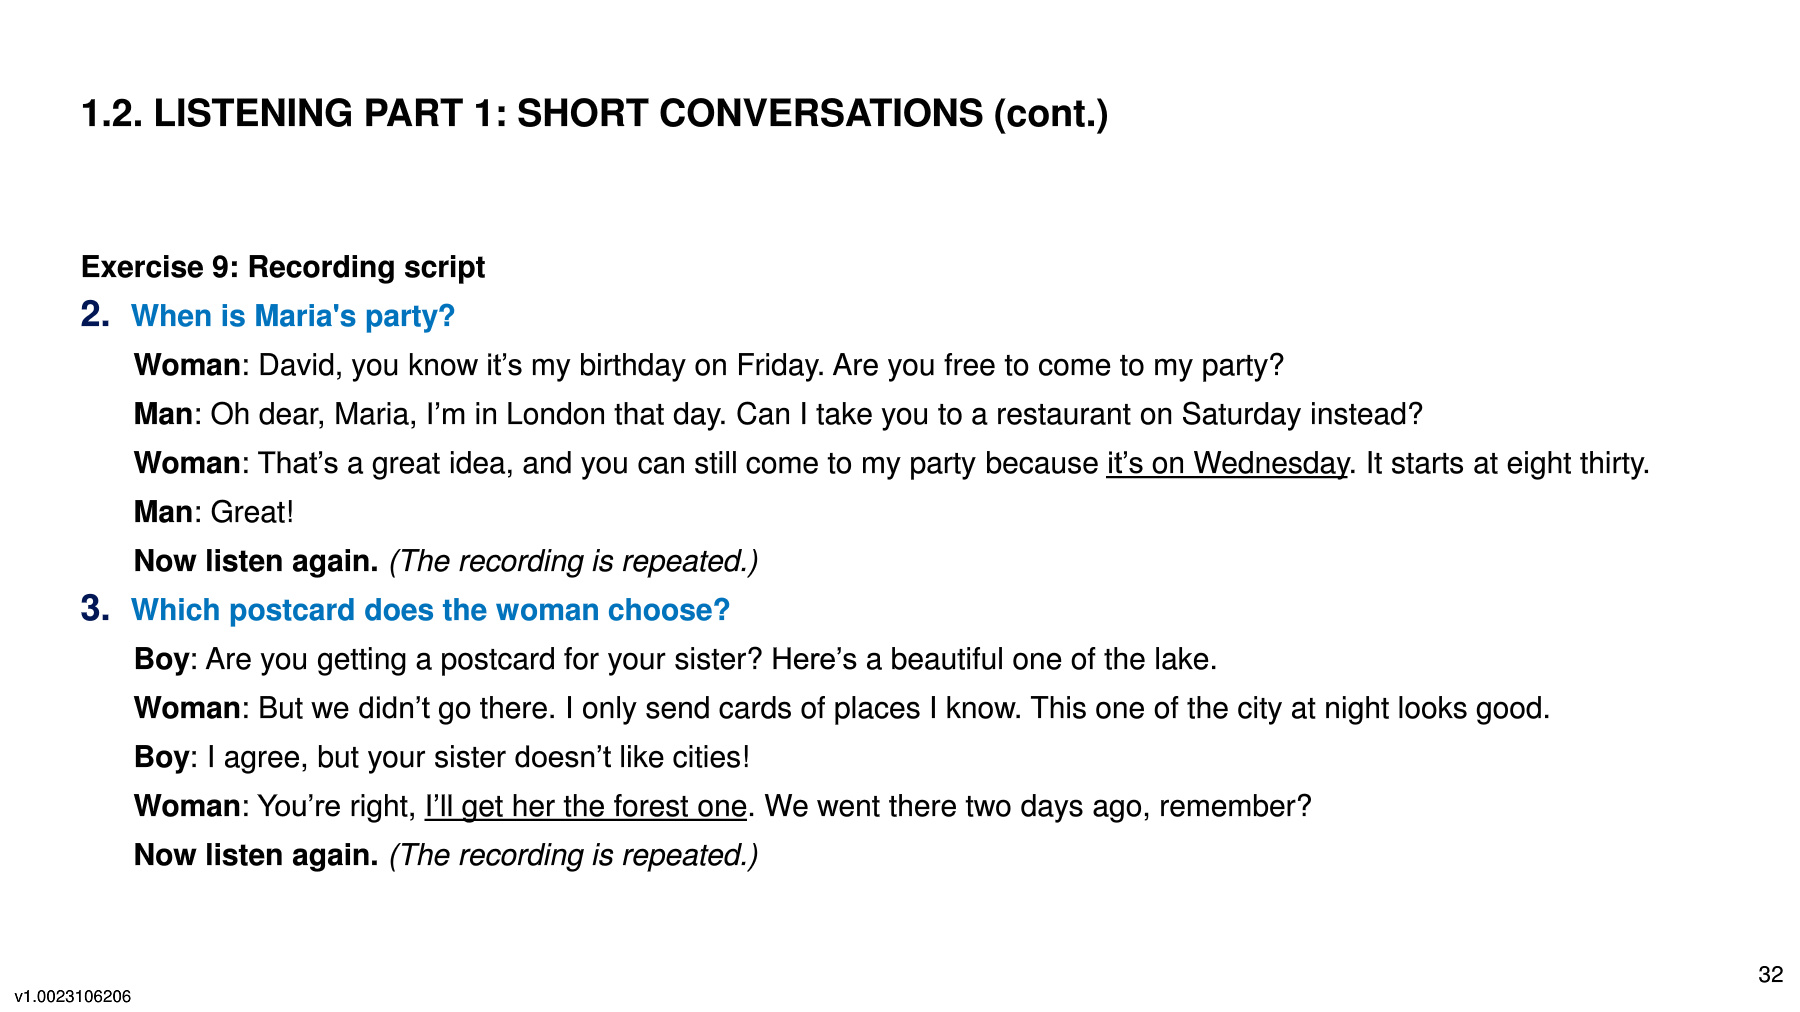 1.2. LISTENING PART 1: SHORT CONVERSATIONS (cont.)
Exercise 9: Recording script
2. When is Maria's party?
Woman: David, you know it’s my birthday on Friday. Are you free to come to my party?
Man: Oh dear, Maria, I’m in London that day. Can I take you to a restaurant on Saturday instead?
Woman: That’s a great idea, and you can still come to my party because it’s on Wednesday. It starts at eight thirty.
Man: Great!
Now listen again. (The recording is repeated.)
3. Which postcard does the woman choose?
Boy: Are you getting a postcard for your sister? Here’s a beautiful one of the lake.
Woman: But we didn’t go there. I only send cards of places I know. This one of the city at night looks good.
Boy: I agree, but your sister doesn’t like cities!
Woman: You’re right, I’ll get her the forest one. We went there two days ago, remember?
Now listen again. (The recording is repeated.)
32
v1.0023106206